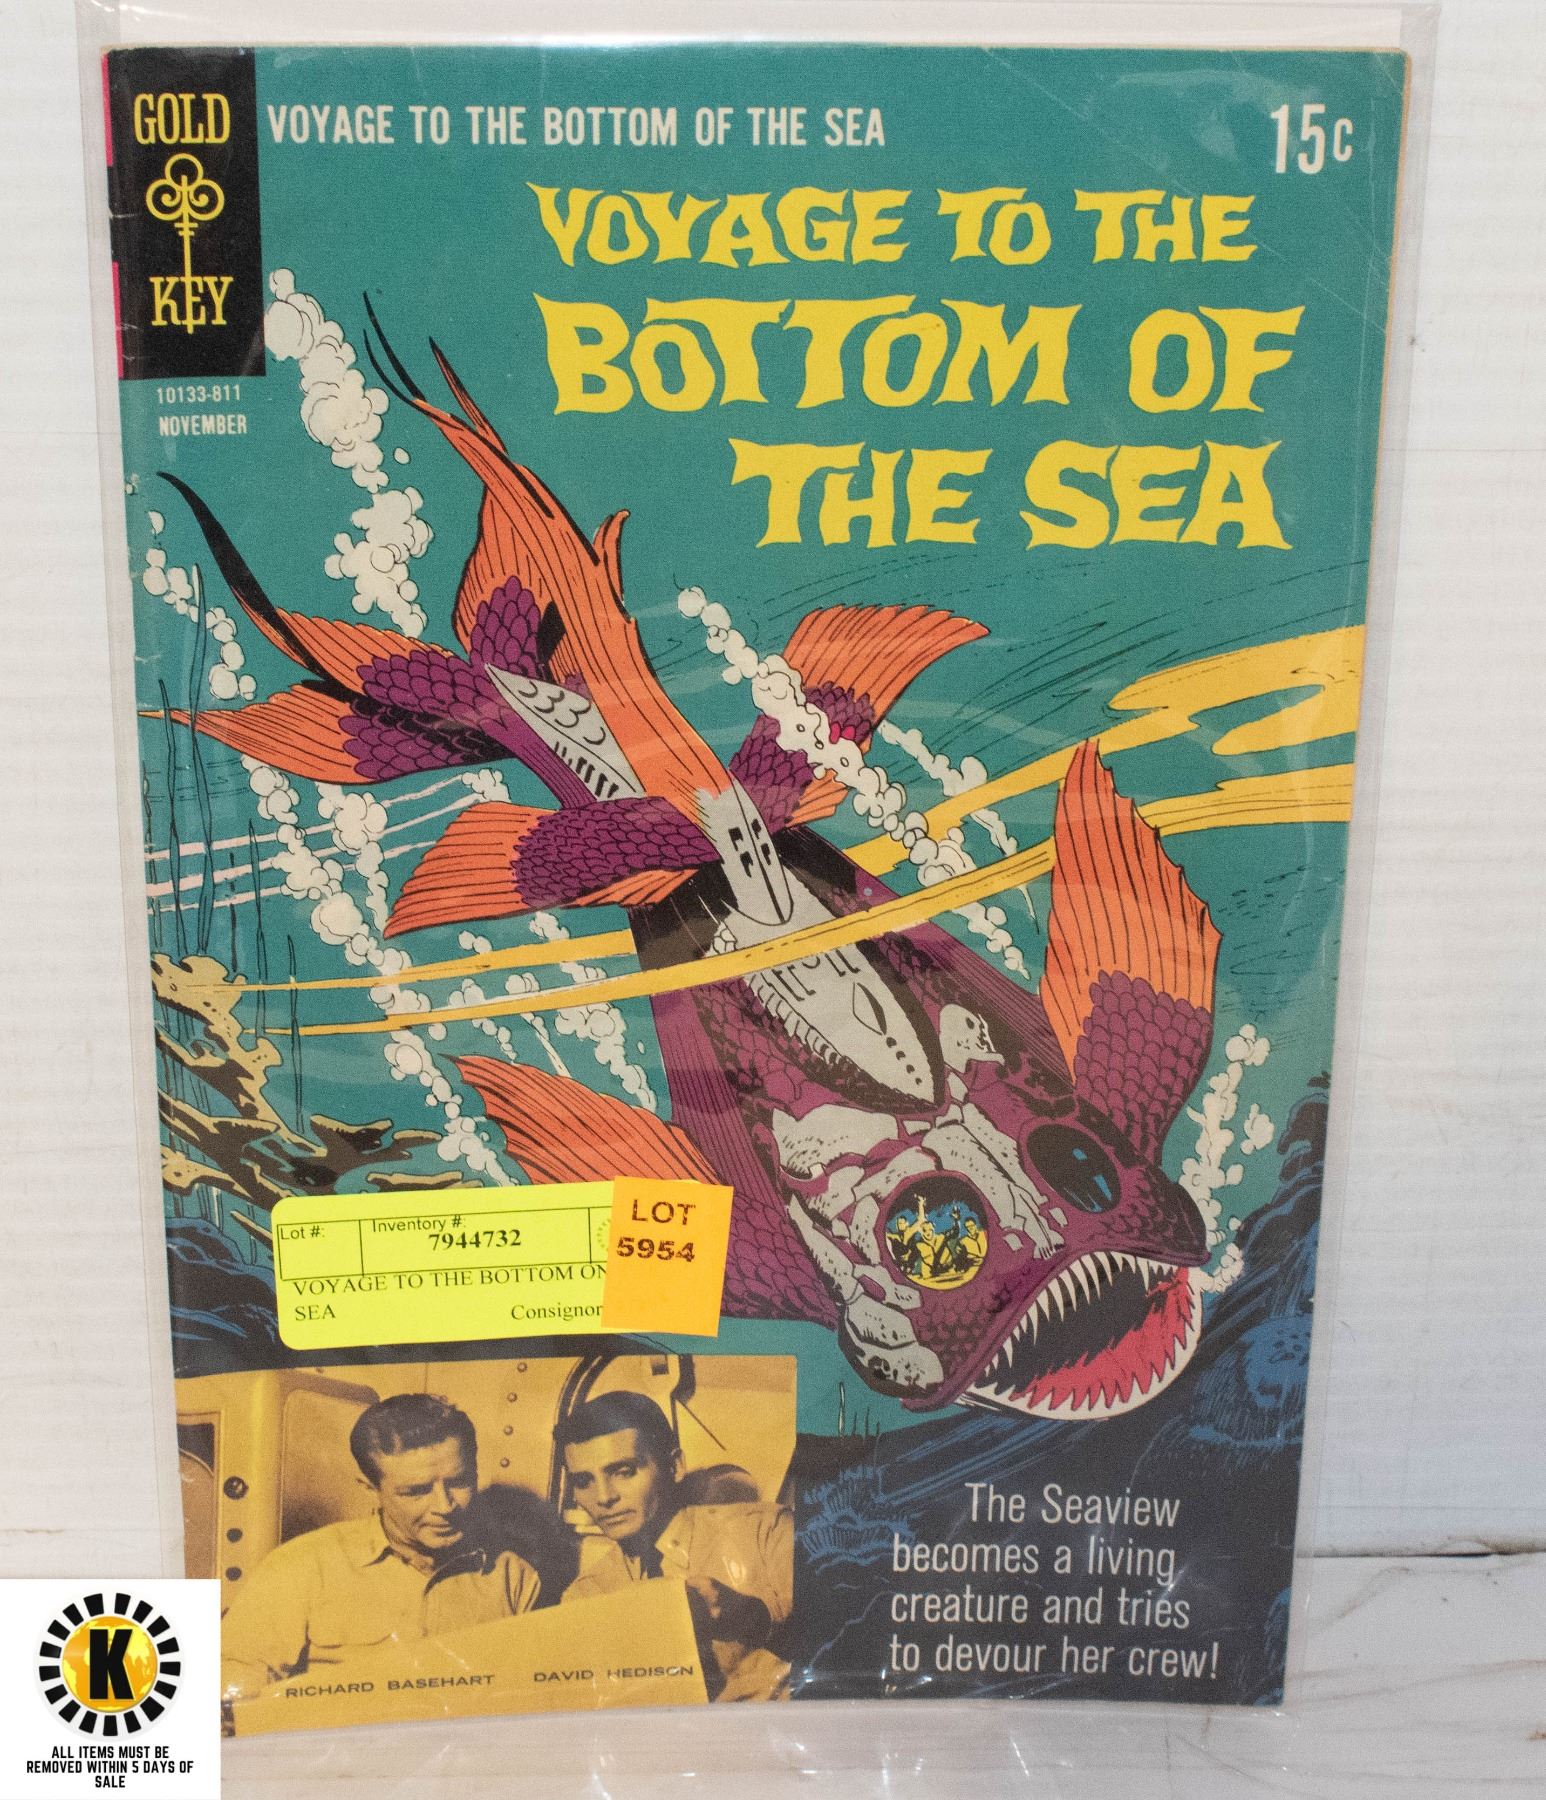 GOLD
KEY
VOYAGE TO THE BOTTOM OF THE SEA
15c
VOYAGE TO THE
BOTTOM OF
THE SEA
10133-811
NOVEMBER
Lot #:
Inventory #:
7944732
VOYAGE TO THE BOTTOM ON
SEA
Consignor
LOT
5954
RICHARD BASEHART
DAVID HEDISON
The Seaview
becomes a living
creature and tries
to devour her crew!
K
ALL ITEMS MUST BE
REMOVED WITHIN 5 DAYS OF
SALE